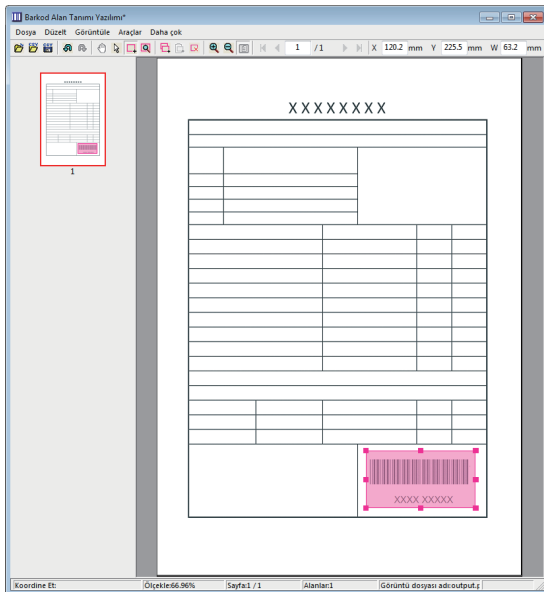 Barkod Alan Tanımı Yazılımı*
Dosya Düzelt Görüntüle Araçlar Daha çok
1 /1 X 120.2 mm Y 225.5 mm W 63.2 mm
XXXXXXXX
1
XXXX XXXXX
Koordine Et: Ölçekle:66.96% Sayfa:1 / 1 Alanlar:1 Görüntü dosyası adı:output.p